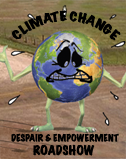 CLIMATE CHANGE
DESPAIR & EMPOWERMENT
ROADSHOW